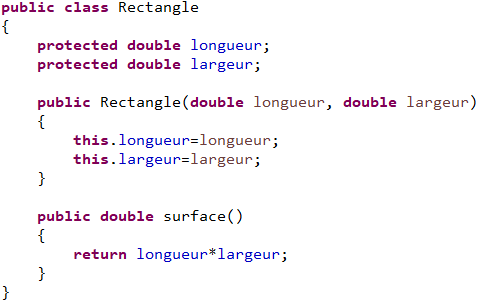 public class Rectangle
{
    protected double longueur;
    protected double largeur;

    public Rectangle(double longueur, double largeur)
    {
        this.longueur=longueur;
        this.largeur=largeur;
    }

    public double surface()
    {
        return longueur*largeur;
    }
}